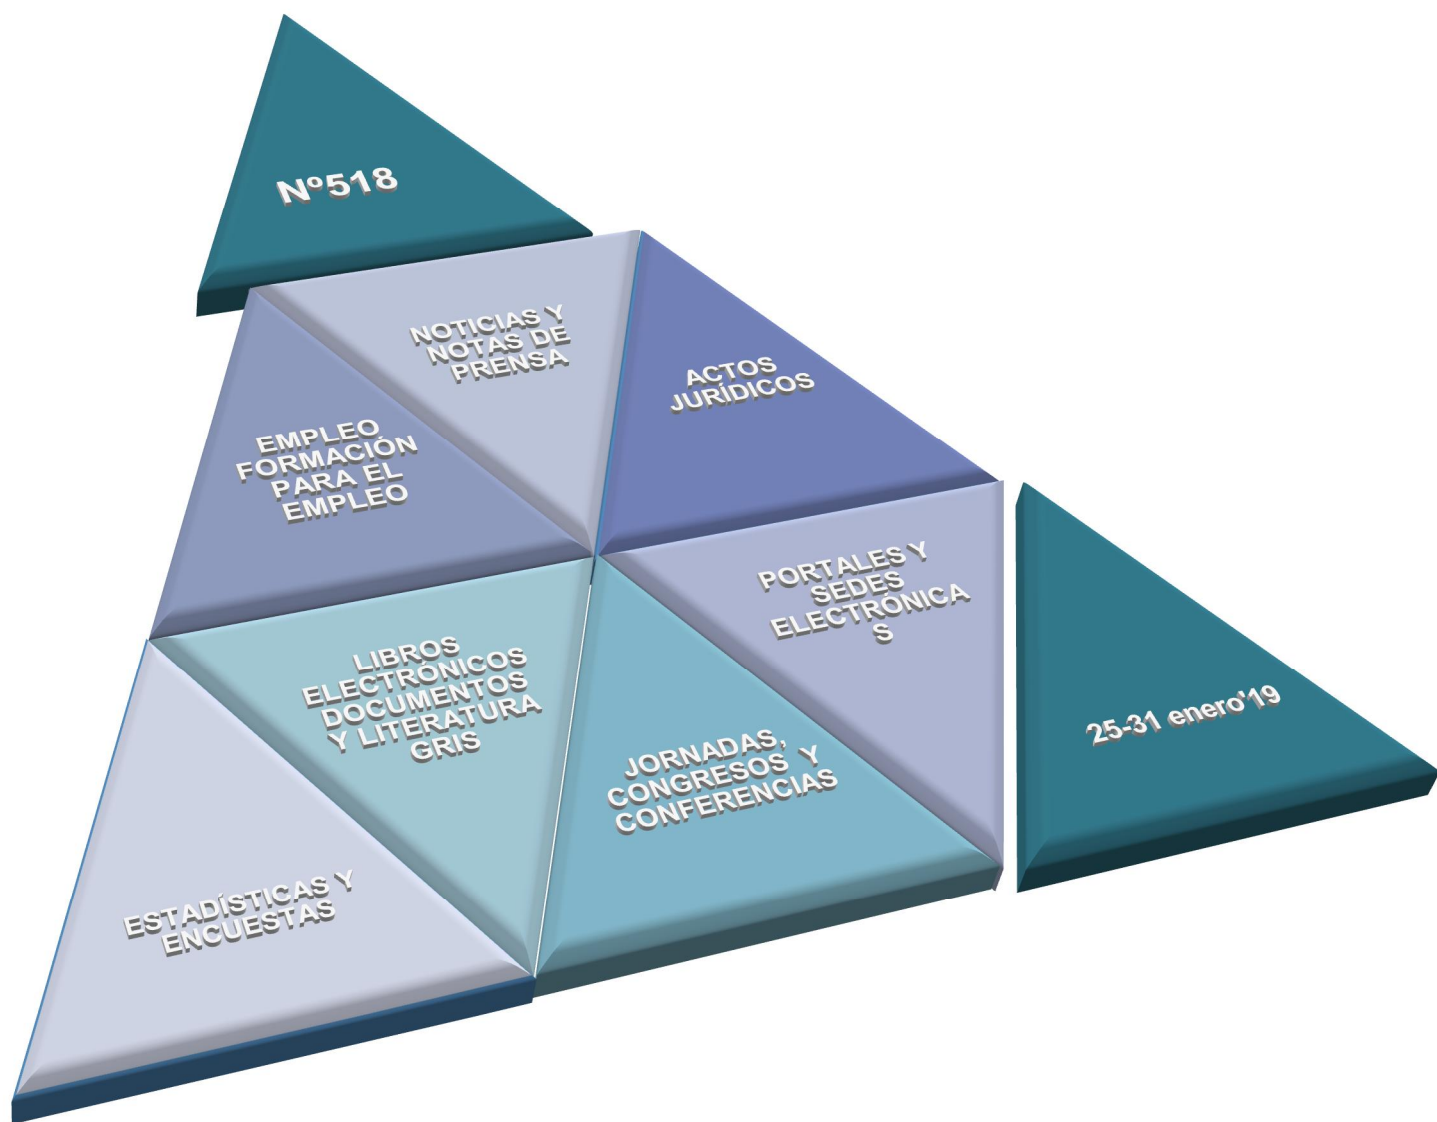 Nº518
NOTICIAS Y
NOTAS DE
PRENSA
ACTOS
JURÍDICOS
EMPLEO
FORMACIÓN
PARA EL
EMPLEO
PORTALES Y
SEDES
ELECTRÓNICA
S
LIBROS
ELECTRÓNICOS
DOCUMENTOS
Y LITERATURA
GRIS
JORNADAS,
CONGRESOS Y
CONFERENCIAS
25-31 enero'19
ESTADÍSTICAS Y
ENCUESTAS